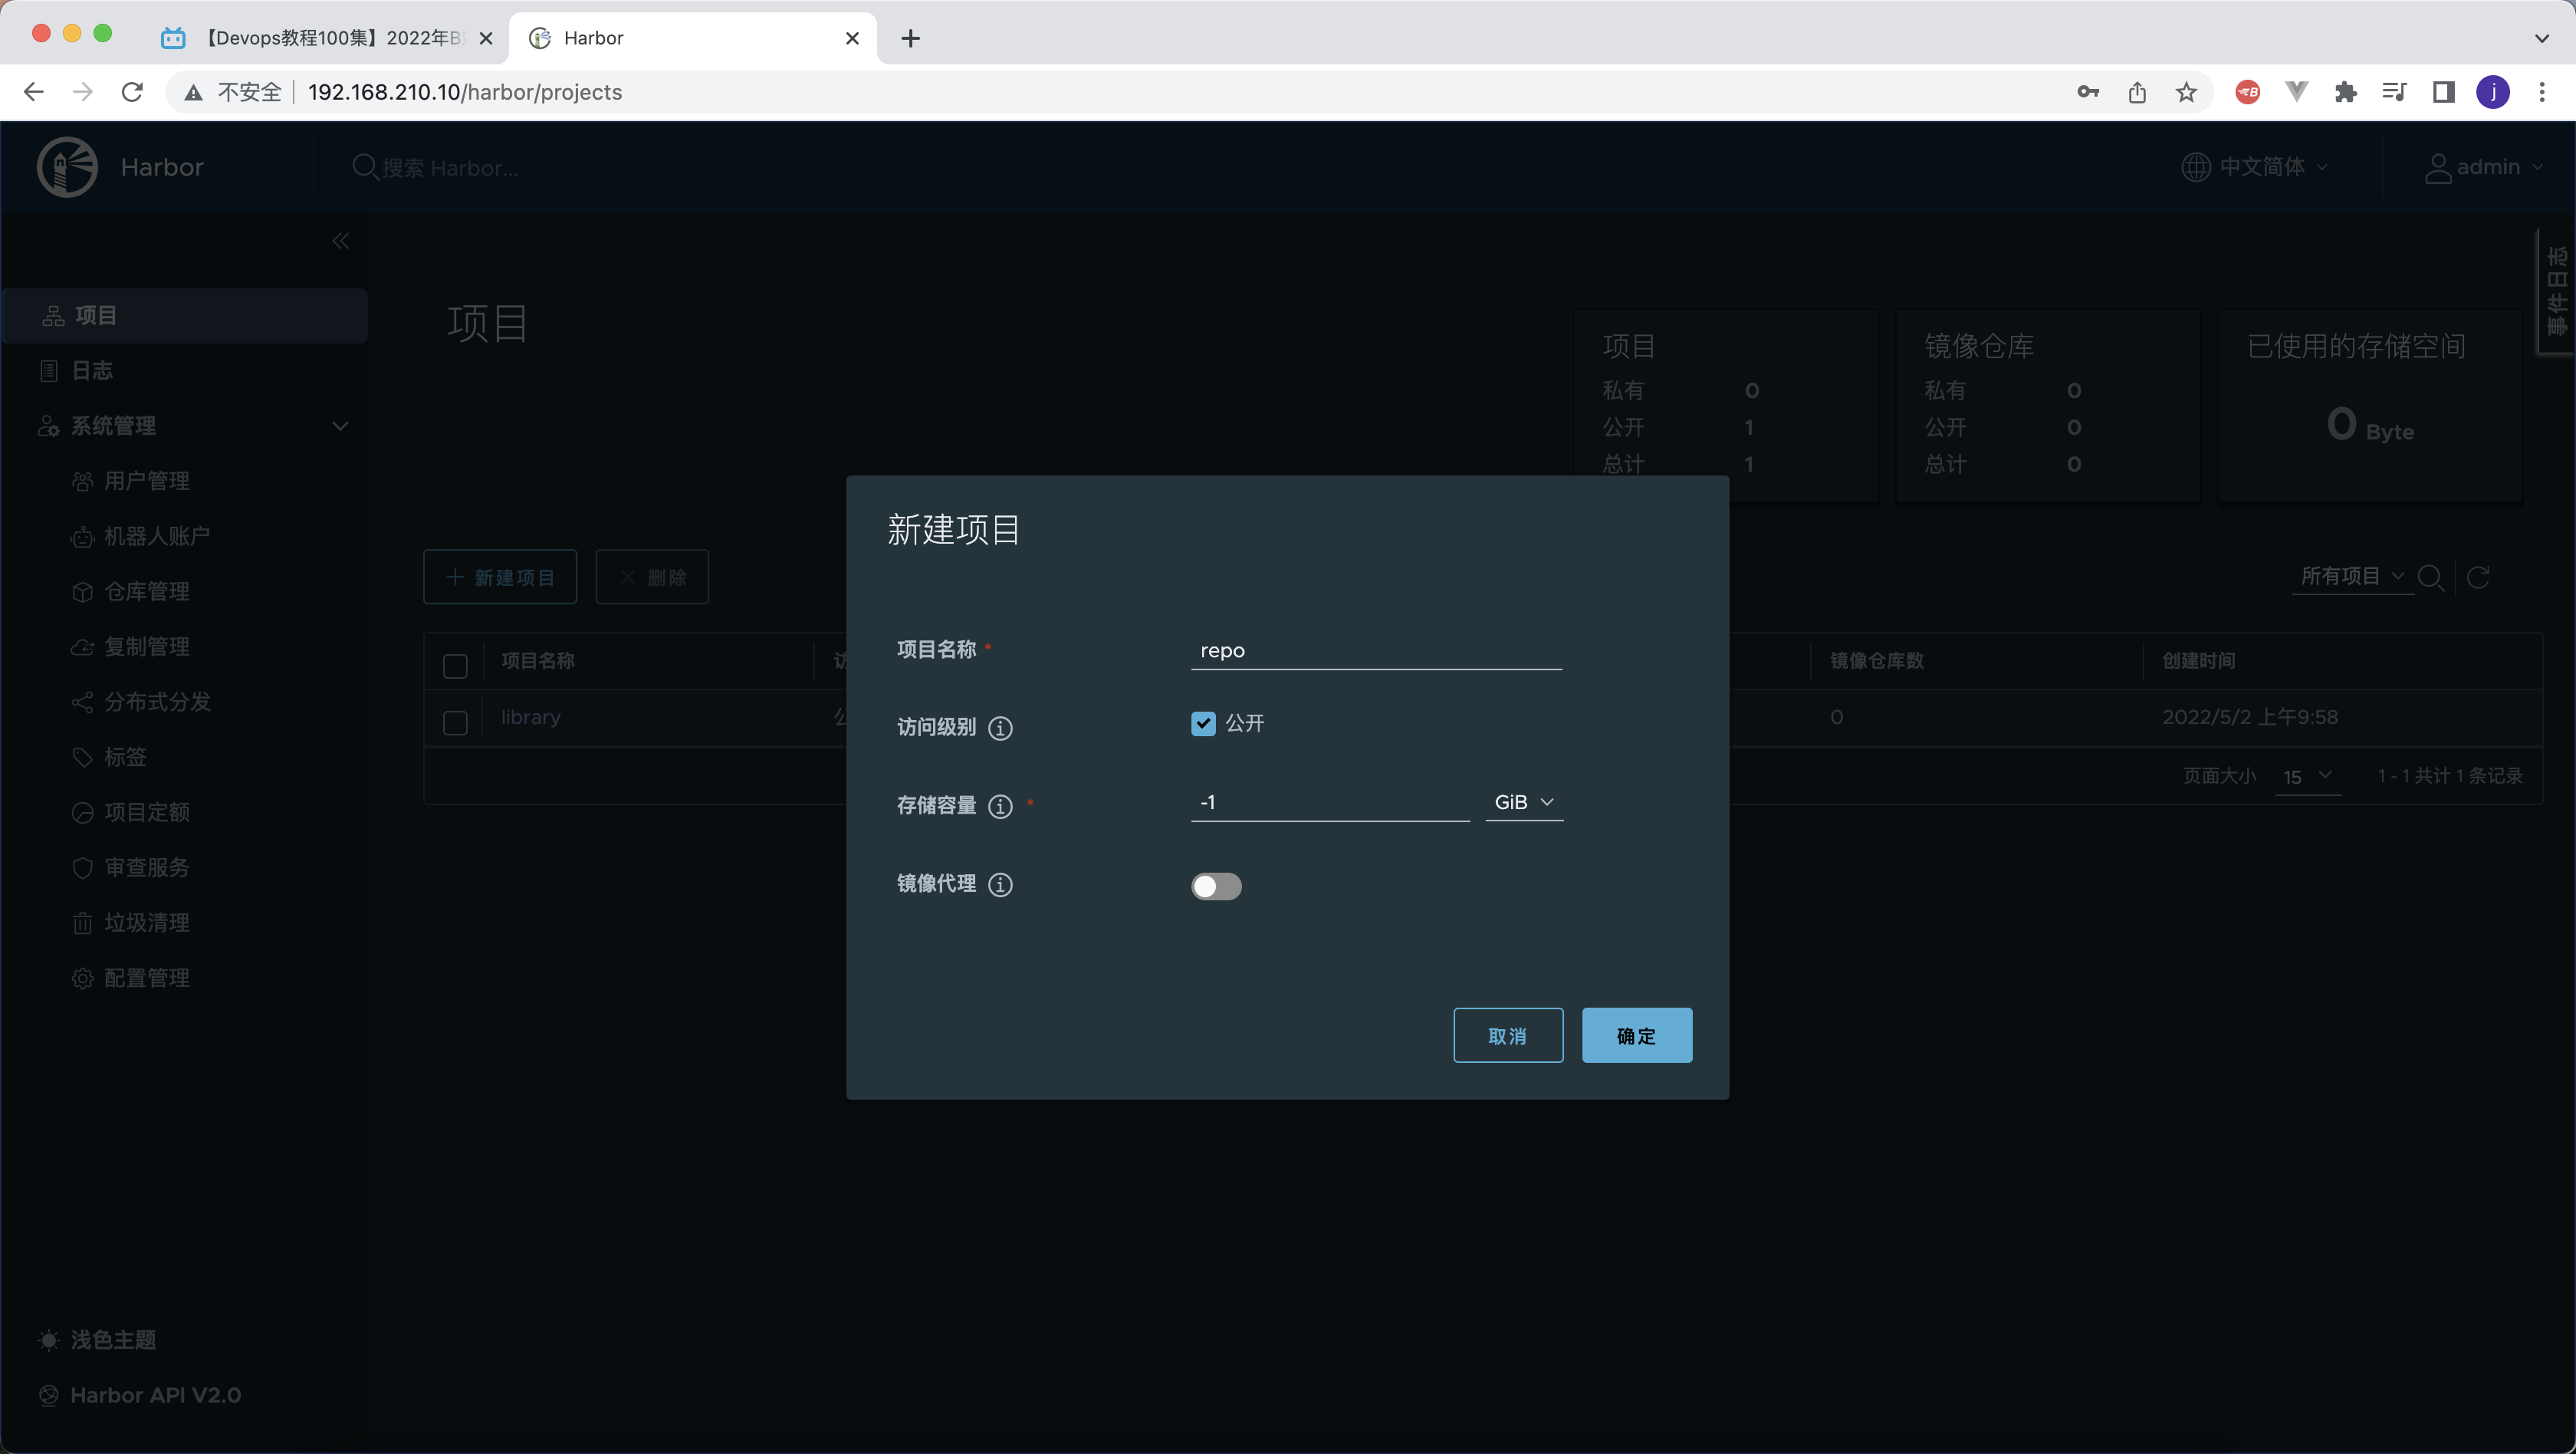 【Devops教程100集】2022年B
Harbor
不安全
192.168.210.10/harbor/projects
j
Harbor
搜索 Harbor...
中文简体
admin
事件日志
项目
日志
系统管理
用户管理
机器人账户
仓库管理
复制管理
分布式分发
标签
项目定额
审查服务
垃圾清理
配置管理
浅色主题
Harbor API V2.0
项目
项目
私有 0
公开 1
总计 1
镜像仓库
私有 0
公开 0
总计 0
已使用的存储空间
0 Byte
新建项目
删除
所有项目
项目名称 访 镜像仓库数 创建时间
library 0 2022/5/2 上午9:58
页面大小 15 1 - 1 共计 1 条记录
新建项目
项目名称 * repo
访问级别 公开
存储容量 * -1 GiB
镜像代理
取消
确定